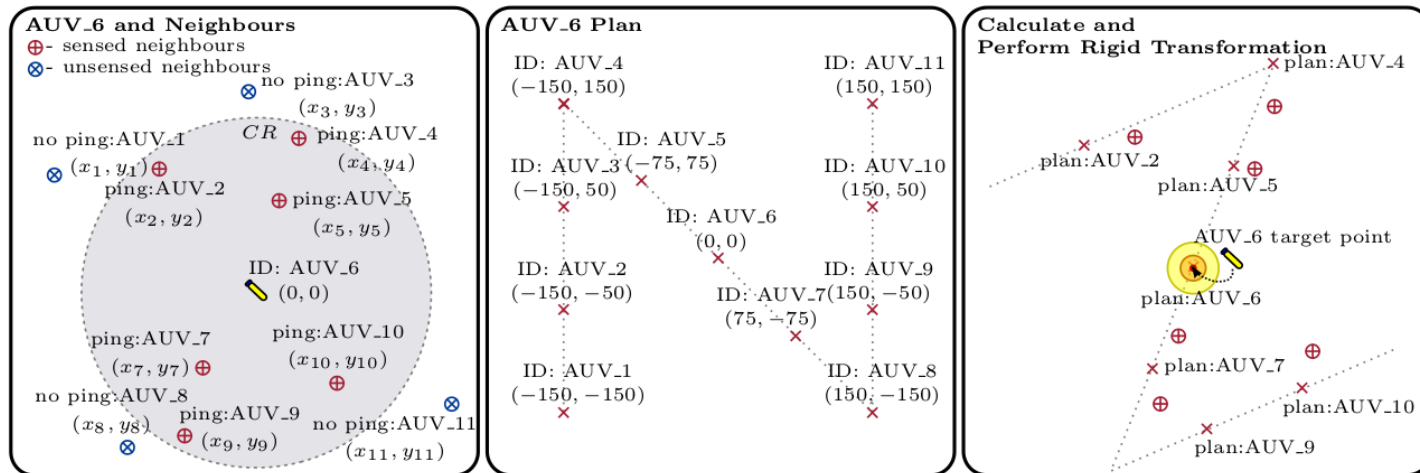 AUV_6 and Neighbours
⊕- sensed neighbours
⊗- unsensed neighbours
no ping:AUV_3
(x₃, y₃)
CR
ping:AUV_4
(x₄, y₄)
no ping:AUV_1
(x₁, y₁)
ping:AUV_2
(x₂, y₂)
ping:AUV_5
(x₅, y₅)
ID: AUV_6
(0, 0)
ping:AUV_7
(x₇, y₇)
ping:AUV_10
(x₁₀, y₁₀)
no ping:AUV_8
(x₈, y₈)
ping:AUV_9
(x₉, y₉)
no ping:AUV_11
(x₁₁, y₁₁)
AUV_6 Plan
ID: AUV_4
(−150, 150)
ID: AUV_11
(150, 150)
ID: AUV_5
(−75, 75)
ID: AUV_3
(−150, 50)
ID: AUV_10
(150, 50)
ID: AUV_6
(0, 0)
ID: AUV_2
(−150, −50)
ID: AUV_9
(150, −50)
ID: AUV_7
(75, −75)
ID: AUV_1
(−150, −150)
ID: AUV_8
(150, −150)
Calculate and
Perform Rigid Transformation
plan:AUV_4
plan:AUV_2
plan:AUV_5
AUV_6 target point
plan:AUV_6
plan:AUV_7
plan:AUV_10
plan:AUV_9